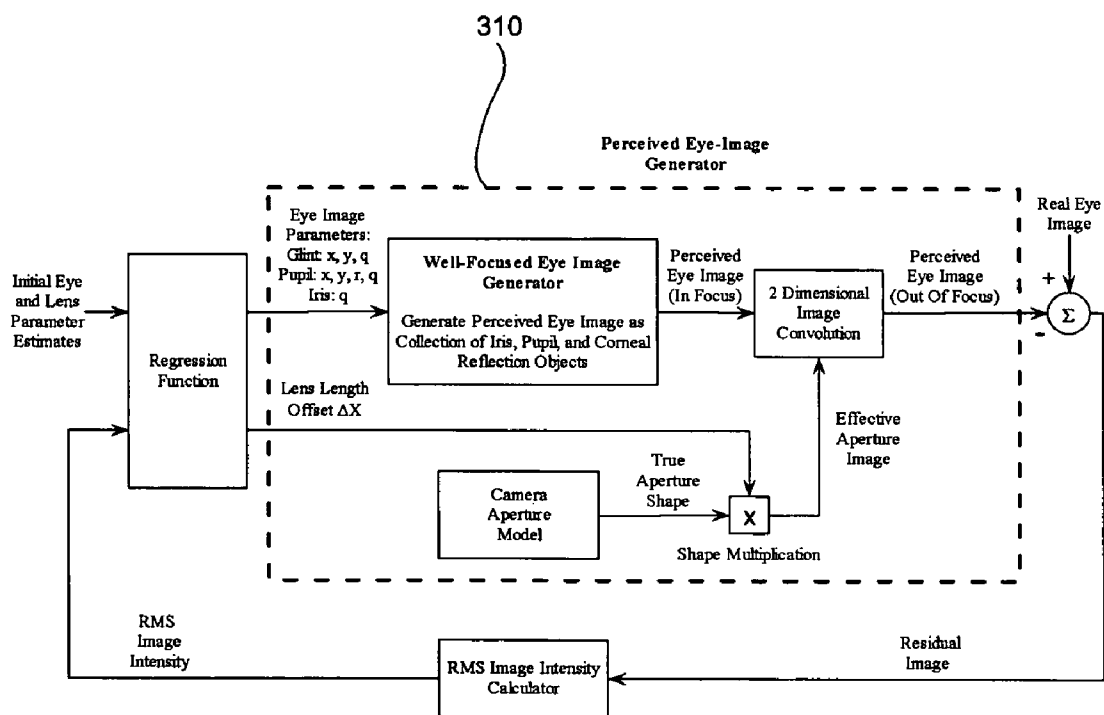 310
Perceived Eye-Image
Generator
Real Eye
Image
Eye Image
Parameters:
Glint: x, y, q
Pupil: x, y, r, q
Iris: q
Well-Focused Eye Image
Generator
Generate Perceived Eye Image as
Collection of Iris, Pupil, and Corneal
Reflection Objects
Perceived
Eye Image
(In Focus)
2 Dimensional
Image
Convolution
Perceived
Eye Image
(Out Of Focus)
+
Σ
-
Initial Eye
and Lens
Parameter
Estimates
Regression
Function
Lens Length
Offset ΔX
Effective
Aperture
Image
True
Aperture
Shape
Camera
Aperture
Model
X
Shape Multiplication
RMS
Image
Intensity
RMS Image Intensity
Calculator
Residual
Image